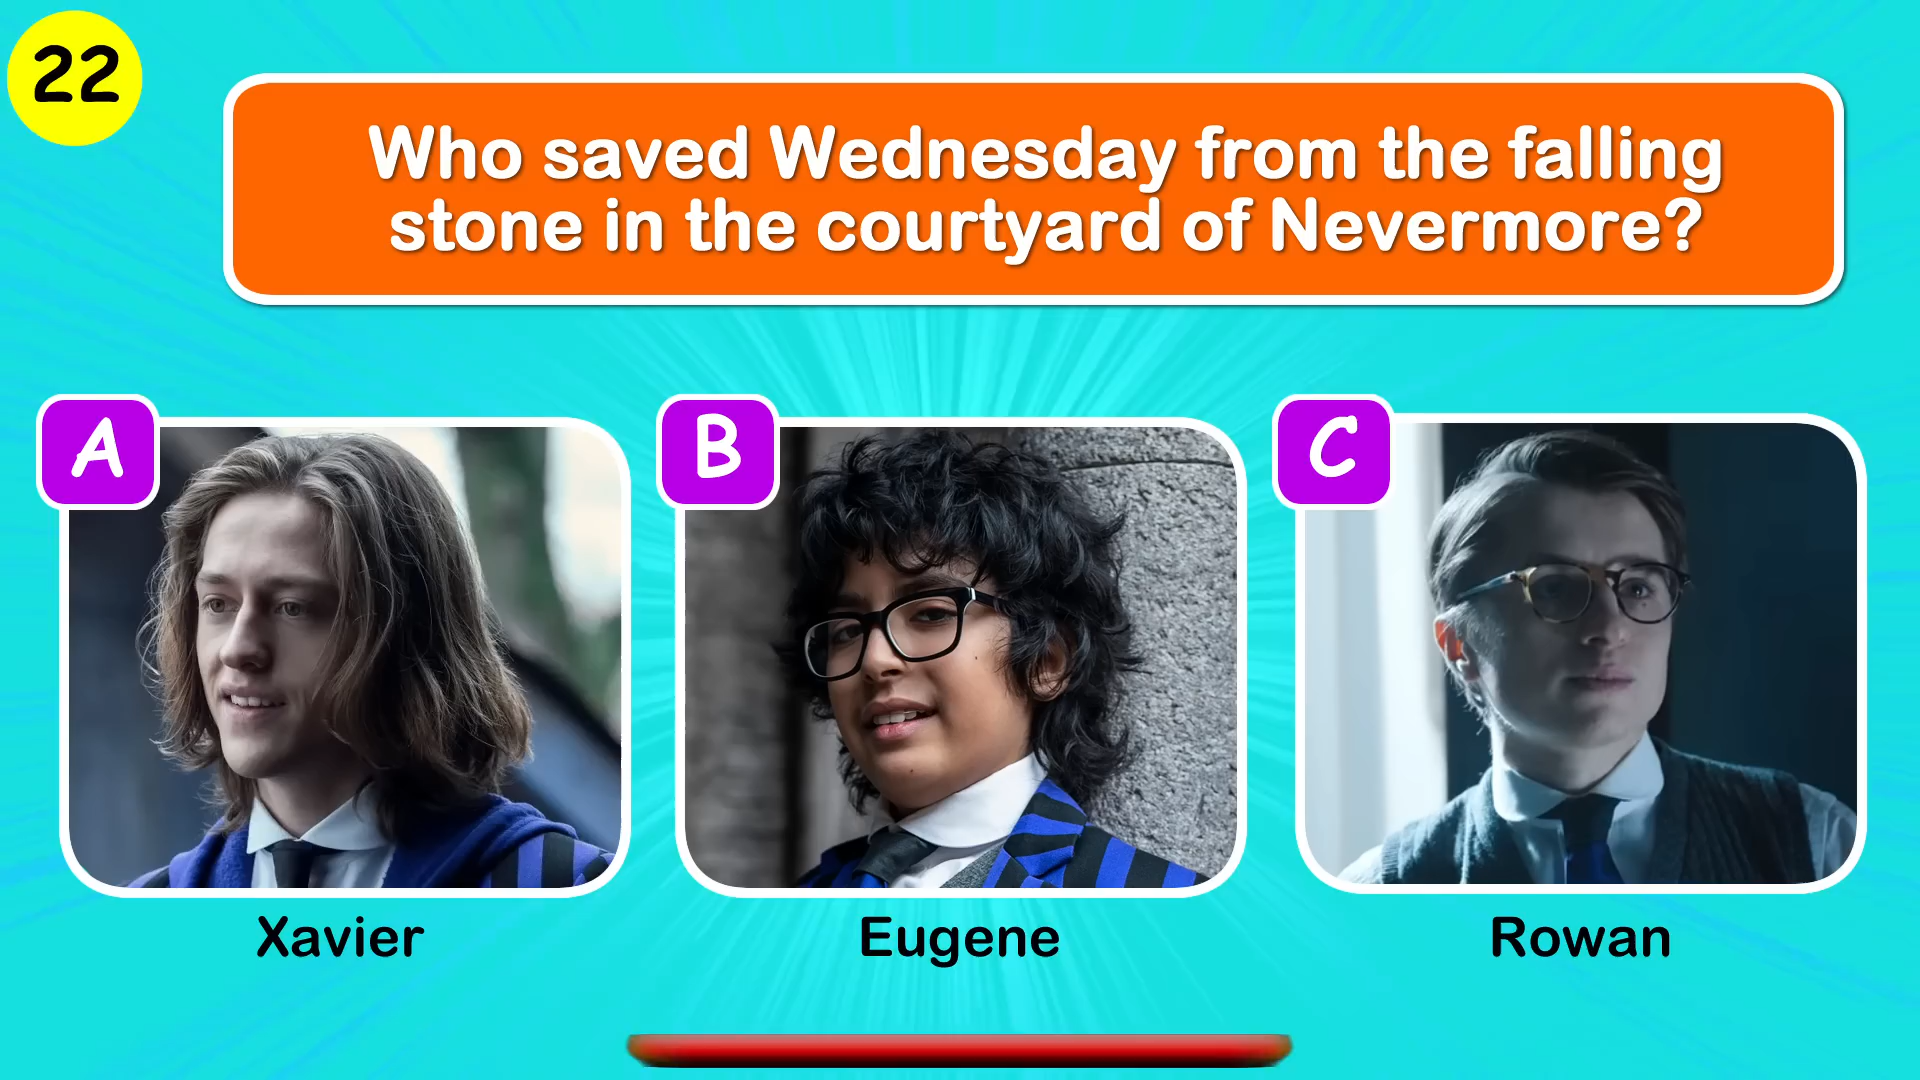 22
Who saved Wednesday from the falling
stone in the courtyard of Nevermore?
A
B
C
Xavier
Eugene
Rowan